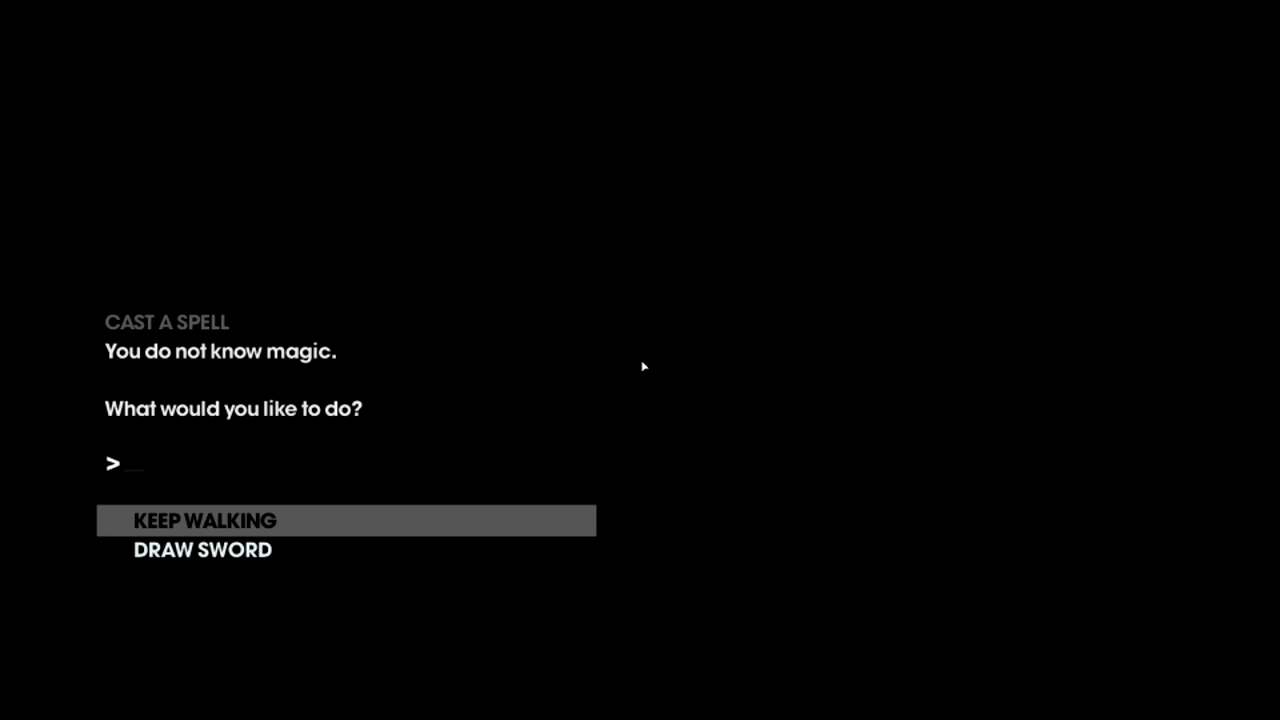 CAST A SPELL
You do not know magic.
What would you like to do?
>
KEEP WALKING
DRAW SWORD